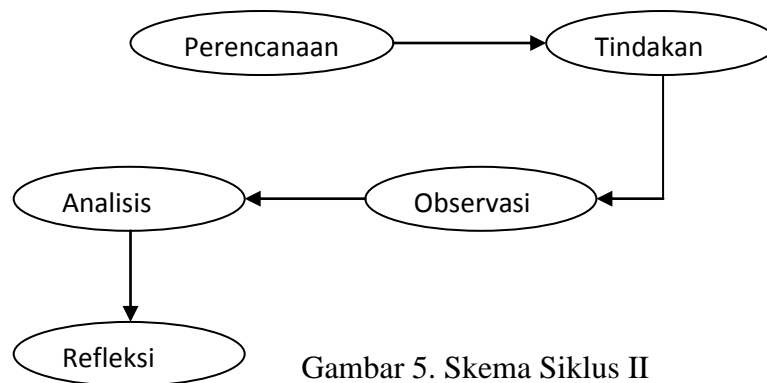 Perencanaan
Tindakan
Observasi
Analisis
Refleksi
Gambar 5. Skema Siklus II